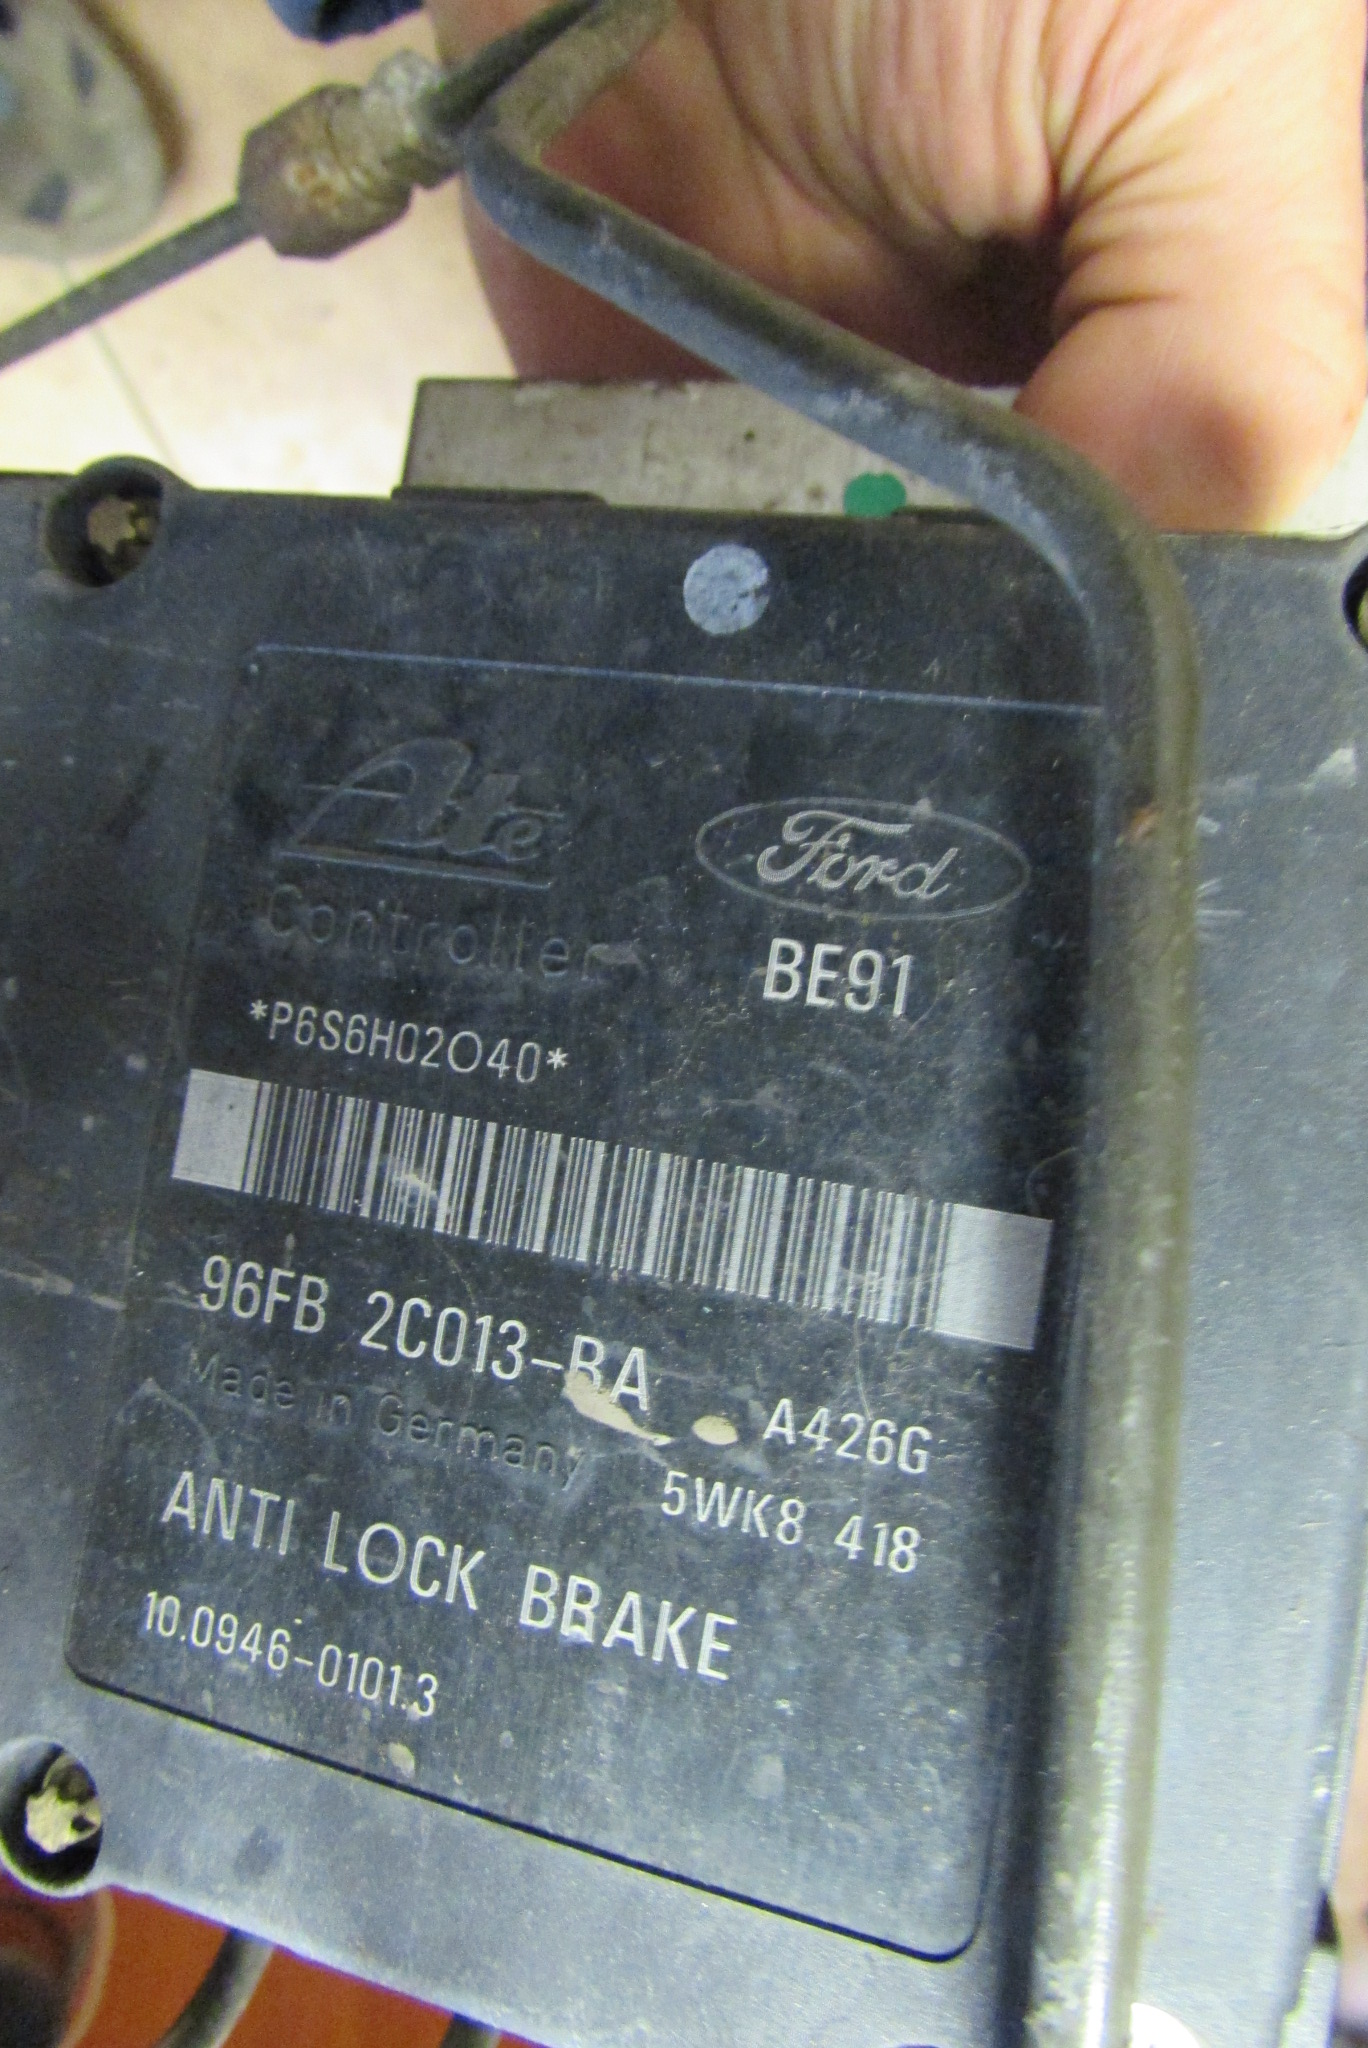 Ate
Ford
Controller
BE91
*P6S6H02O40*
96FB 2C013-BA
A426G
Made in Germany
5WK8 418
ANTI LOCK BRAKE
10.0946-0101.3